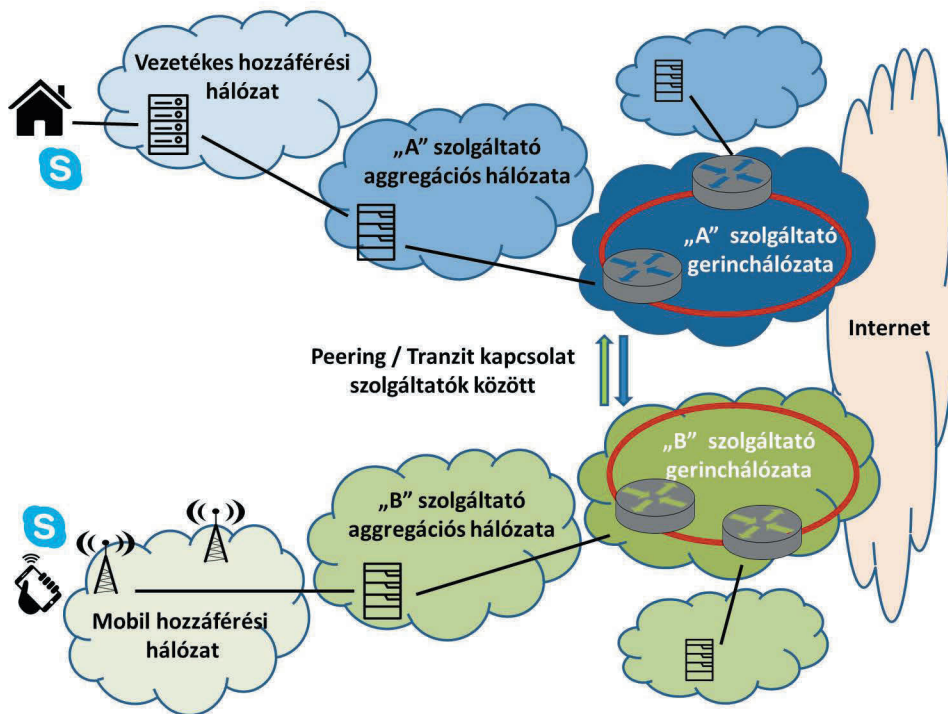 Vezetékes hozzáférési
hálózat
S
„A” szolgáltató
aggregációs hálózata
„A” szolgáltató
gerinchálózata
Internet
Peering / Tranzit kapcsolat
szolgáltatók között
„B” szolgáltató
gerinchálózata
„B” szolgáltató
aggregációs hálózata
S
Mobil hozzáférési
hálózat